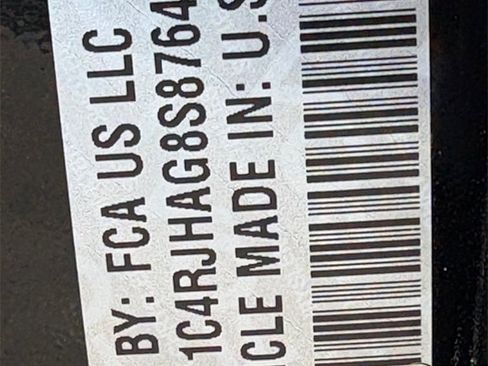 BY: FCA US LLC
1C4RJHAG8S8764
CLE MADE IN: U.S